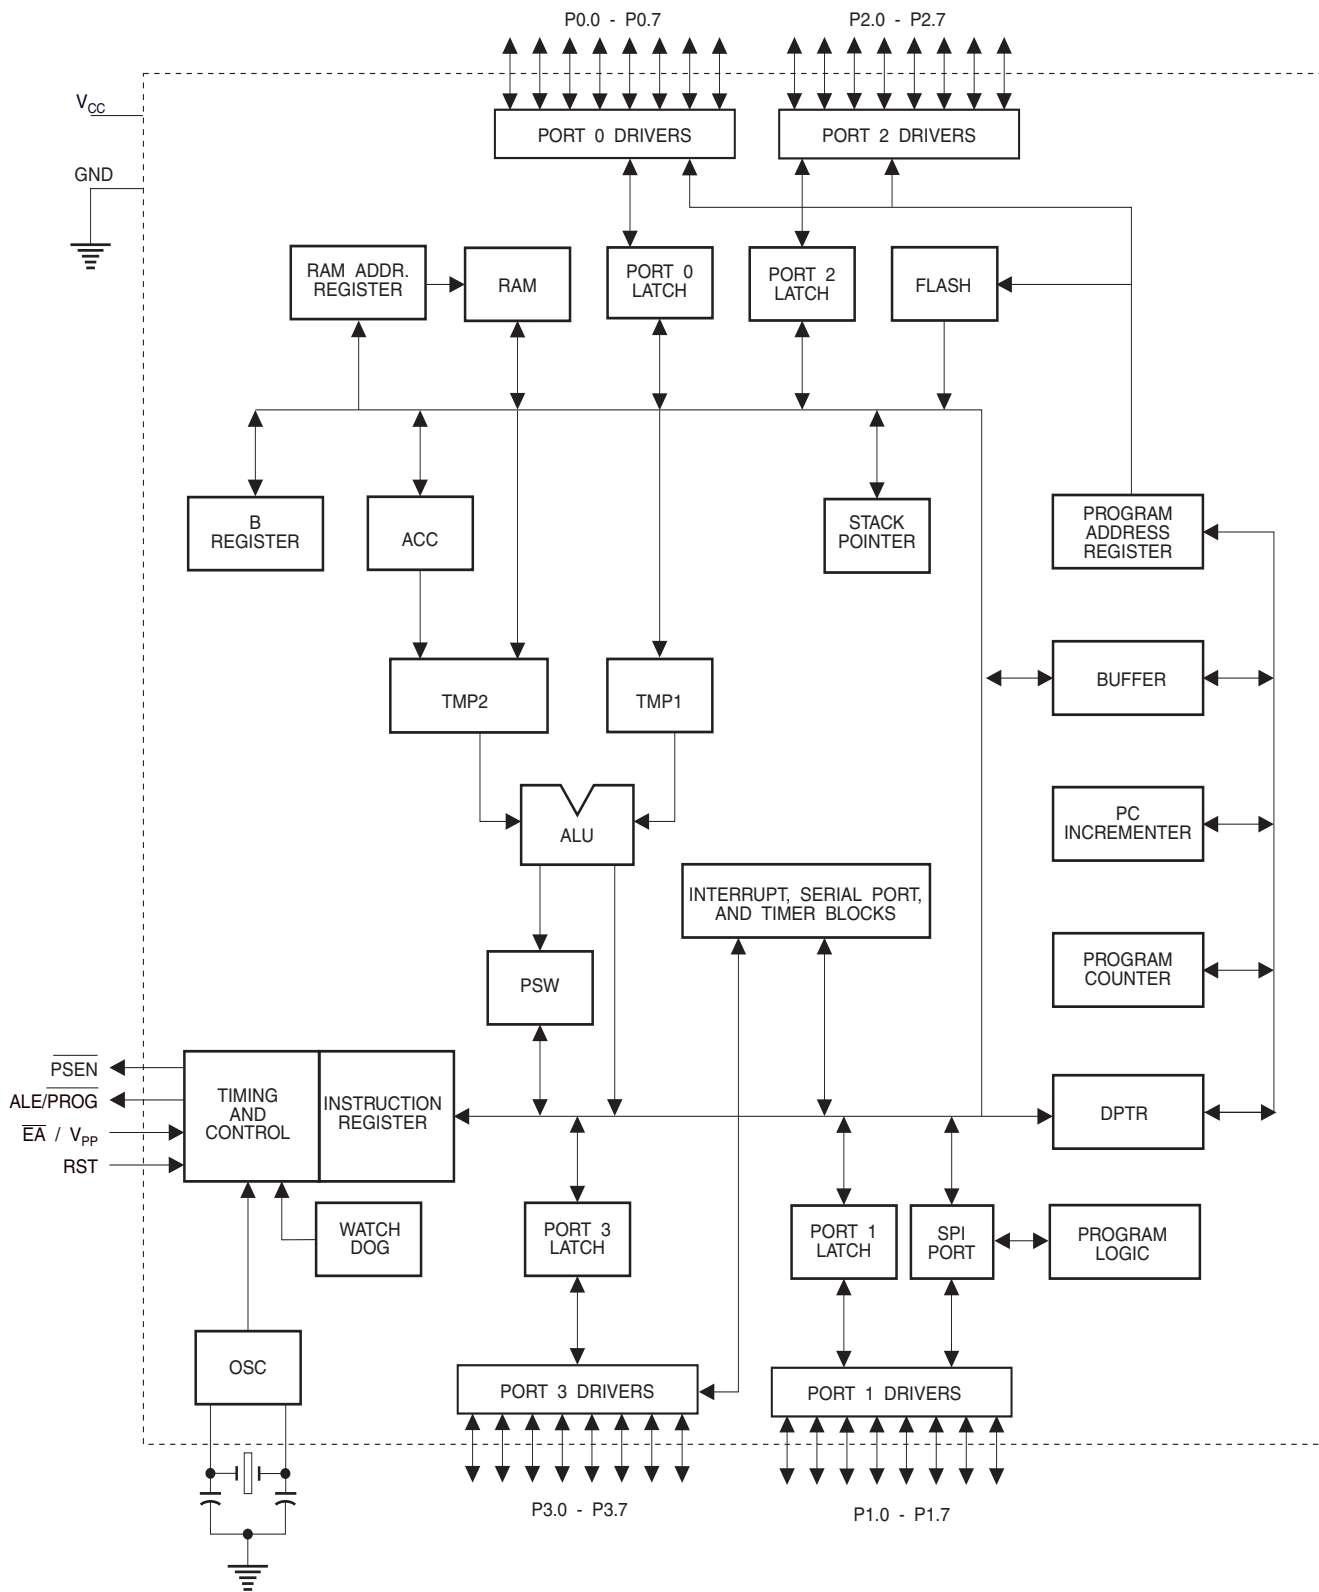 P0.0 - P0.7
P2.0 - P2.7
VCC
GND
PORT 0 DRIVERS
PORT 2 DRIVERS
RAM ADDR.
REGISTER
RAM
PORT 0
LATCH
PORT 2
LATCH
FLASH
B
REGISTER
ACC
STACK
POINTER
PROGRAM
ADDRESS
REGISTER
TMP2
TMP1
BUFFER
ALU
PC
INCREMENTER
INTERRUPT, SERIAL PORT,
AND TIMER BLOCKS
PSW
PROGRAM
COUNTER
PSEN
ALE/PROG
EA / VPP
RST
TIMING
AND
CONTROL
INSTRUCTION
REGISTER
DPTR
WATCH
DOG
PORT 3
LATCH
PORT 1
LATCH
SPI
PORT
PROGRAM
LOGIC
OSC
PORT 3 DRIVERS
PORT 1 DRIVERS
P3.0 - P3.7
P1.0 - P1.7